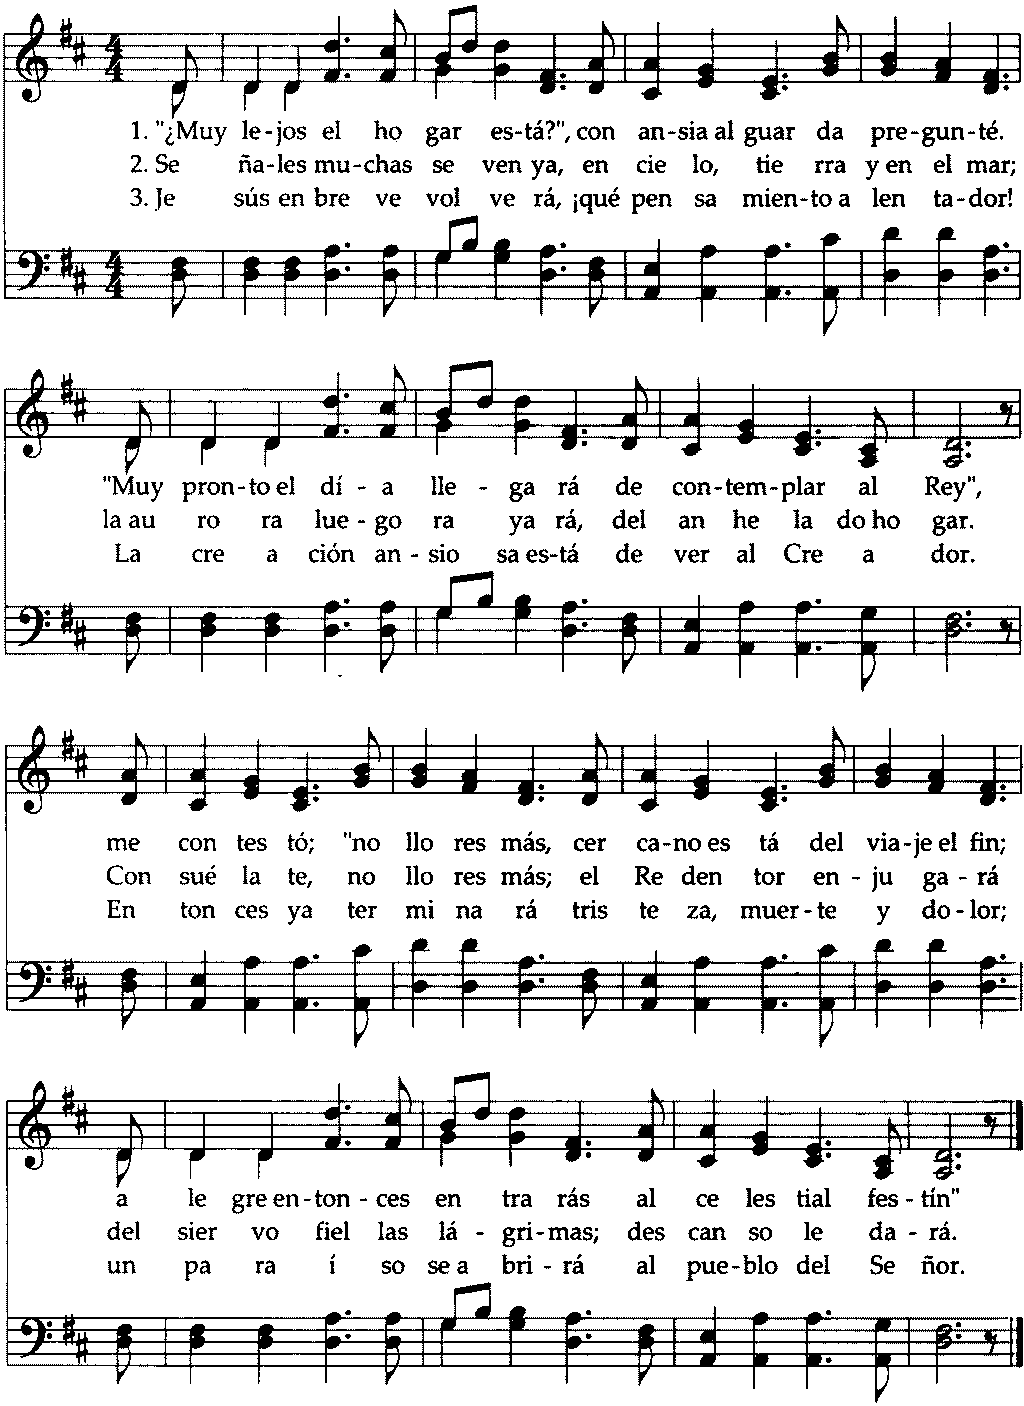 1. "¿Muy le-jos el ho gar es-tá?", con an-sia al guar da pre-gun-té.
2. Se ña-les mu-chas se ven ya, en cie lo, tie rra y en el mar;
3. Je sús en bre ve vol ve rá, ¡qué pen sa mien-to a len ta-dor!
"Muy pron-to el dí-a lle-ga rá de con-tem-plar al Rey",
la au ro ra lue-go ra ya rá, del an he la do ho gar.
La cre a ción an-sio sa es-tá de ver al Cre a dor.
me con tes tó; "no llo res más, cer ca-no es tá del via-je el fin;
Con sué la te, no llo res más; el Re den tor en-ju ga-rá
En ton ces ya ter mi na rá tris te za, muer-te y do-lor;
a le gre en-ton-ces en tra rás al ce les tial fes-tín"
del sier vo fiel las lá-gri-mas; des can so le da-rá.
un pa ra í so se a bri-rá al pue-blo del Se ñor.